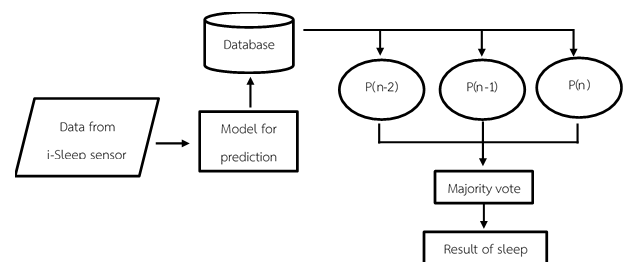 Database
P(n-2)
P(n-1)
P(n)
Data from
i-Sleep sensor
Model for
prediction
Majority vote
Result of sleep